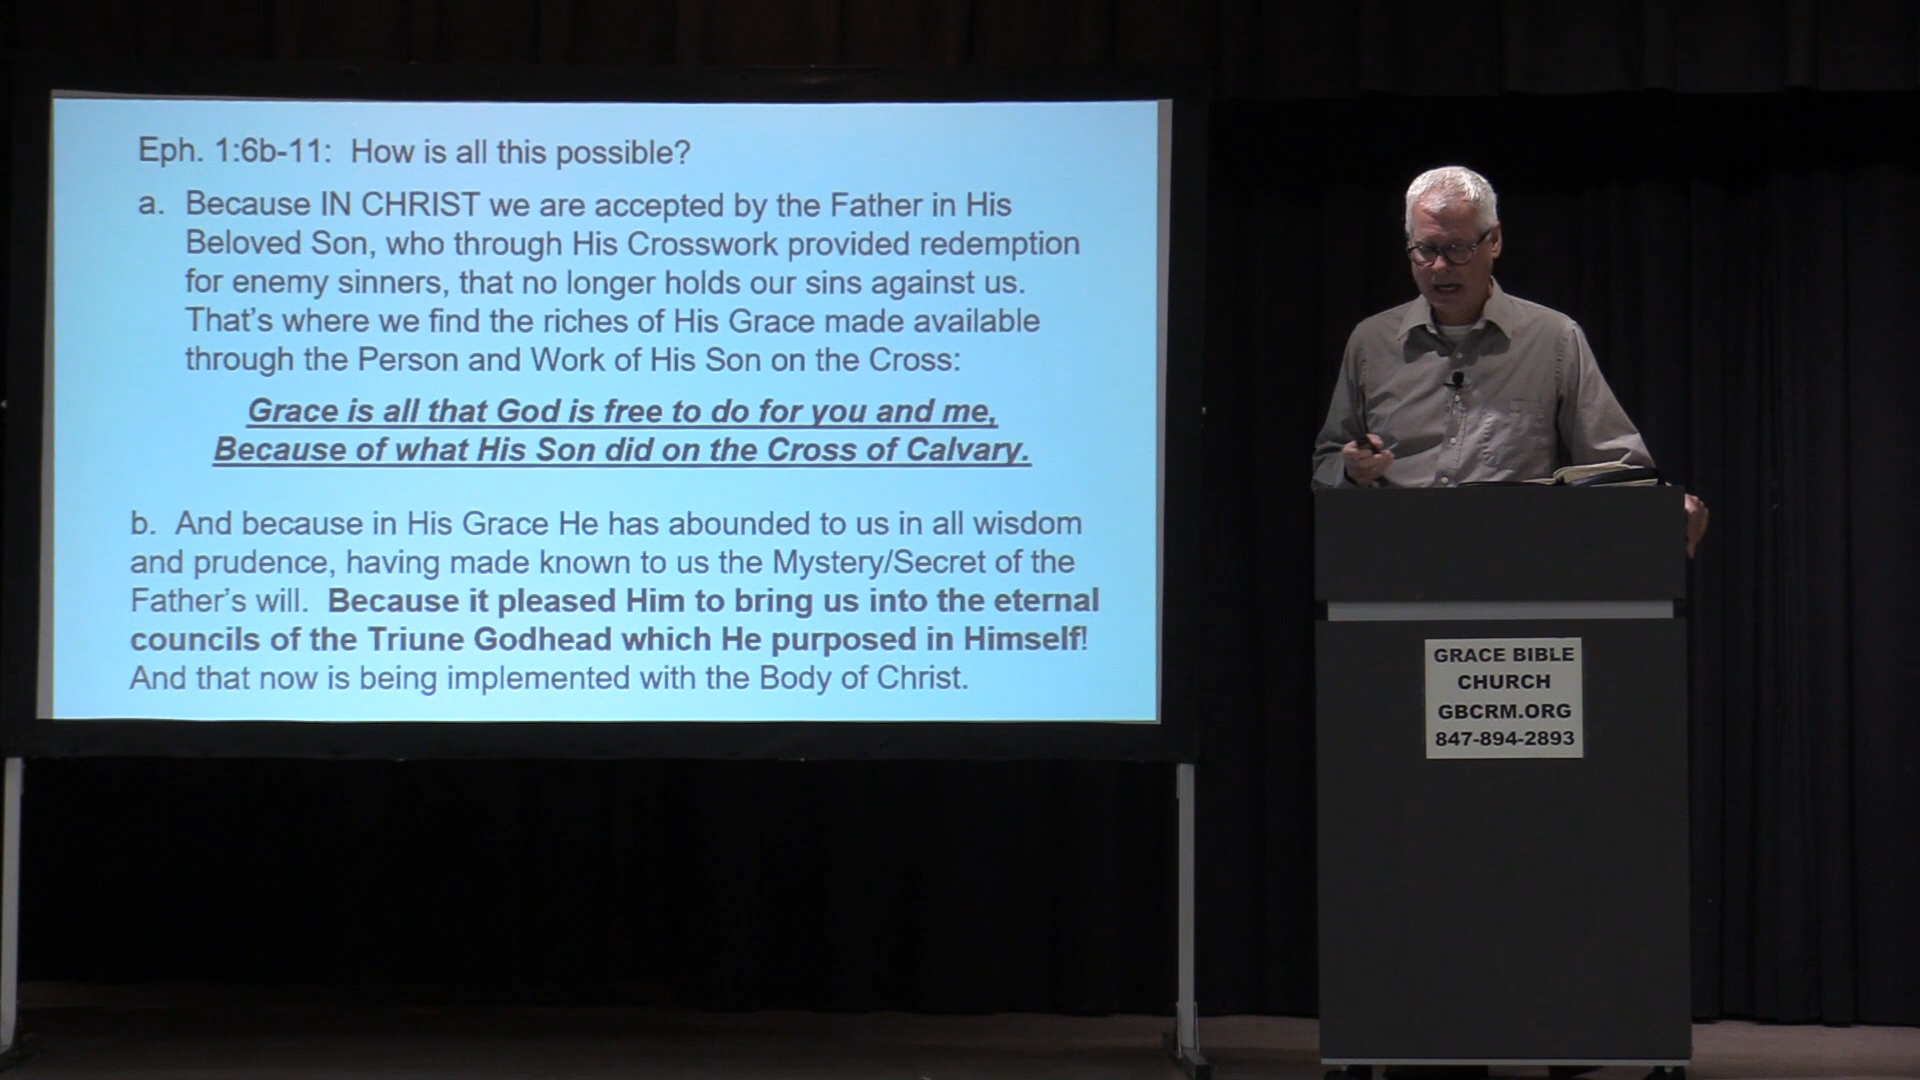 Eph. 1:6b-11: How is all this possible?
a. Because IN CHRIST we are accepted by the Father in His
Beloved Son, who through His Crosswork provided redemption
for enemy sinners, that no longer holds our sins against us.
That's where we find the riches of His Grace made available
through the Person and Work of His Son on the Cross:
Grace is all that God is free to do for you and me,
Because of what His Son did on the Cross of Calvary.
b. And because in His Grace He has abounded to us in all wisdom
and prudence, having made known to us the Mystery/Secret of the
Father's will. Because it pleased Him to bring us into the eternal
councils of the Triune Godhead which He purposed in Himself!
And that now is being implemented with the Body of Christ.
GRACE BIBLE
CHURCH
GBCRM.ORG
847-894-2893